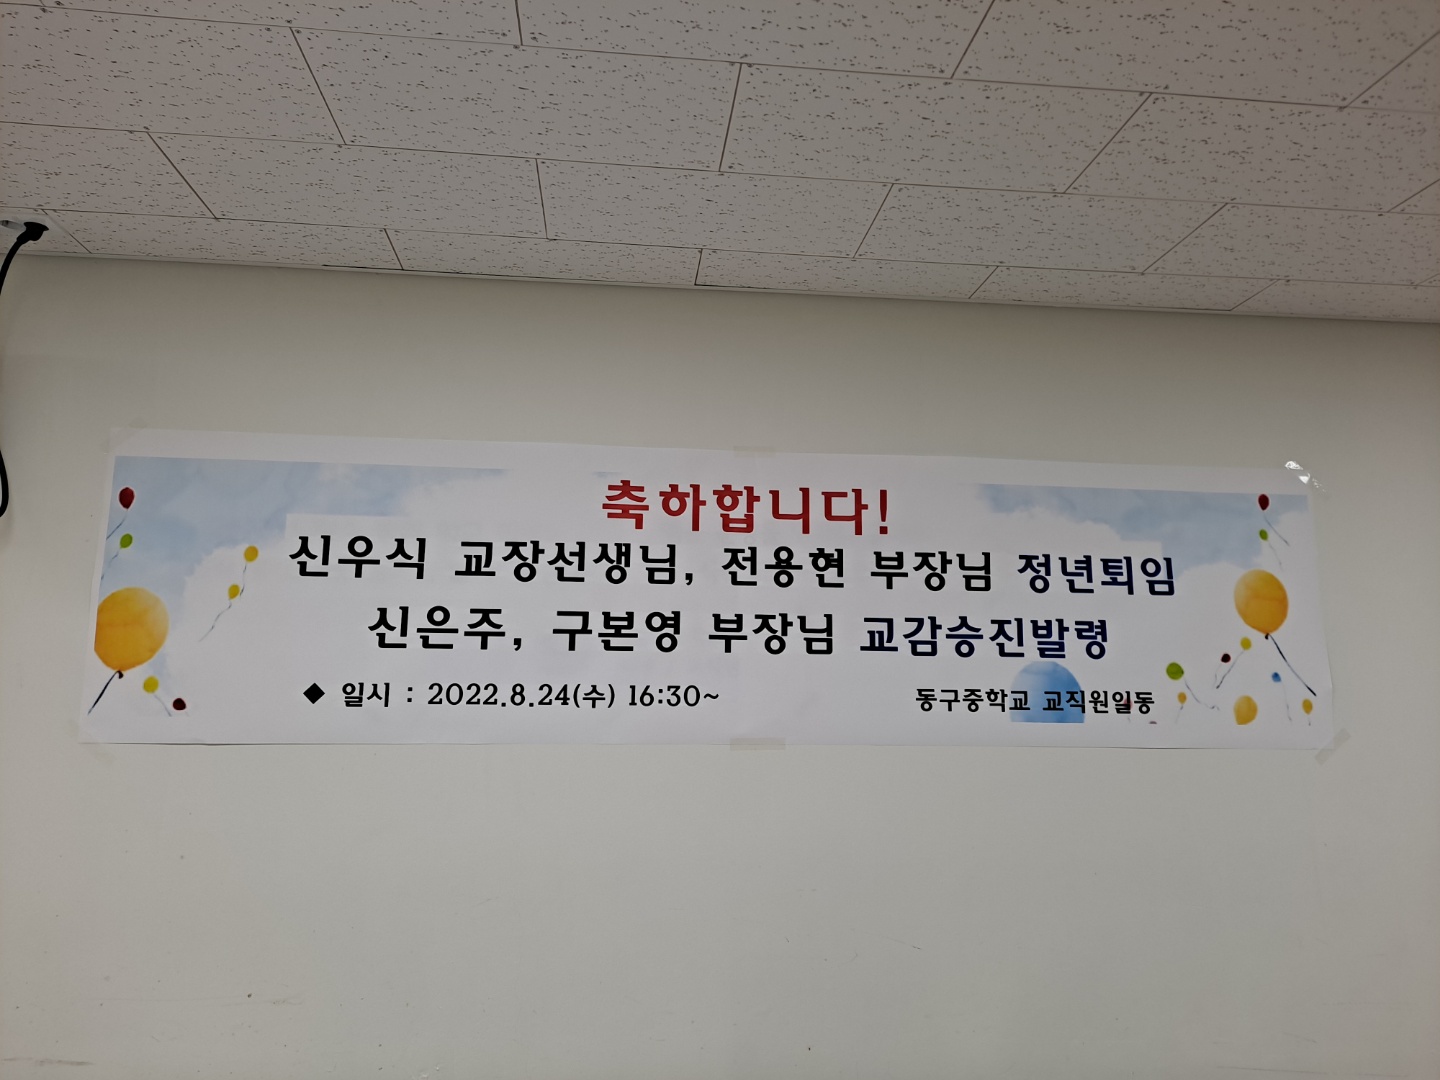 축하합니다!
신우식 교장선생님, 전용현 부장님 정년퇴임
신은주, 구본영 부장님 교감승진발령
◆ 일시 : 2022.8.24(수) 16:30~
동구중학교 교직원일동